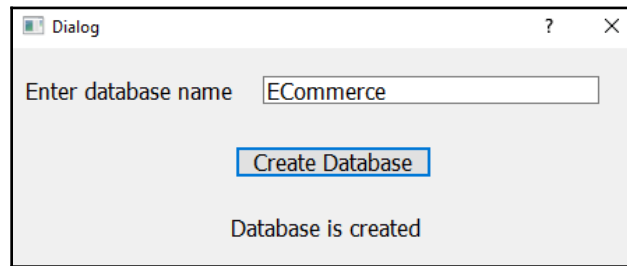 Dialog ?
Enter database name ECommerce
Create Database
Database is created